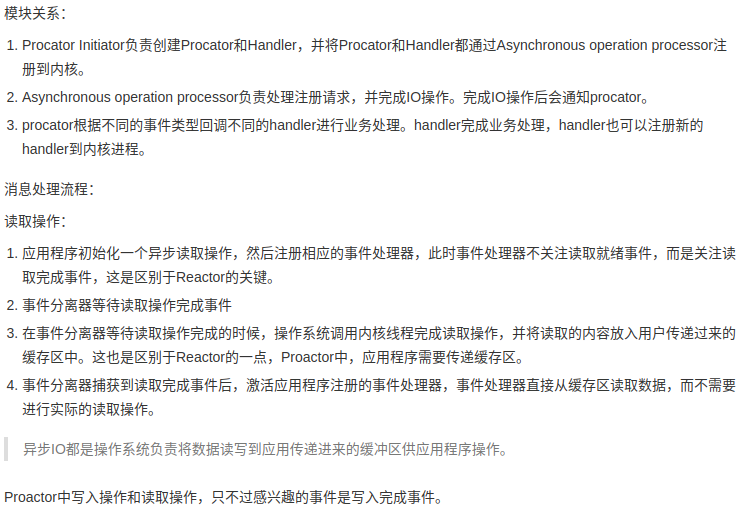 模块关系：
1. Procator Initiator负责创建Procator和Handler，并将Procator和Handler都通过Asynchronous operation processor注
册到内核。
2. Asynchronous operation processor负责处理注册请求，并完成IO操作。完成IO操作后会通知procator。
3. procator根据不同的事件类型回调不同的handler进行业务处理。handler完成业务处理，handler也可以注册新的
handler到内核进程。
消息处理流程：
读取操作：
1. 应用程序初始化一个异步读取操作，然后注册相应的事件处理器，此时事件处理器不关注读取就绪事件，而是关注读
取完成事件，这是区别于Reactor的关键。
2. 事件分离器等待读取操作完成事件
3. 在事件分离器等待读取操作完成的时候，操作系统调用内核线程完成读取操作，并将读取的内容放入用户传递过来的
缓存区中。这也是区别于Reactor的一点，Proactor中，应用程序需要传递缓存区。
4. 事件分离器捕获到读取完成事件后，激活应用程序注册的事件处理器，事件处理器直接从缓存区读取数据，而不需要
进行实际的读取操作。
异步IO都是操作系统负责将数据读写到应用传递进来的缓冲区供应用程序操作。
Proactor中写入操作和读取操作，只不过感兴趣的事件是写入完成事件。